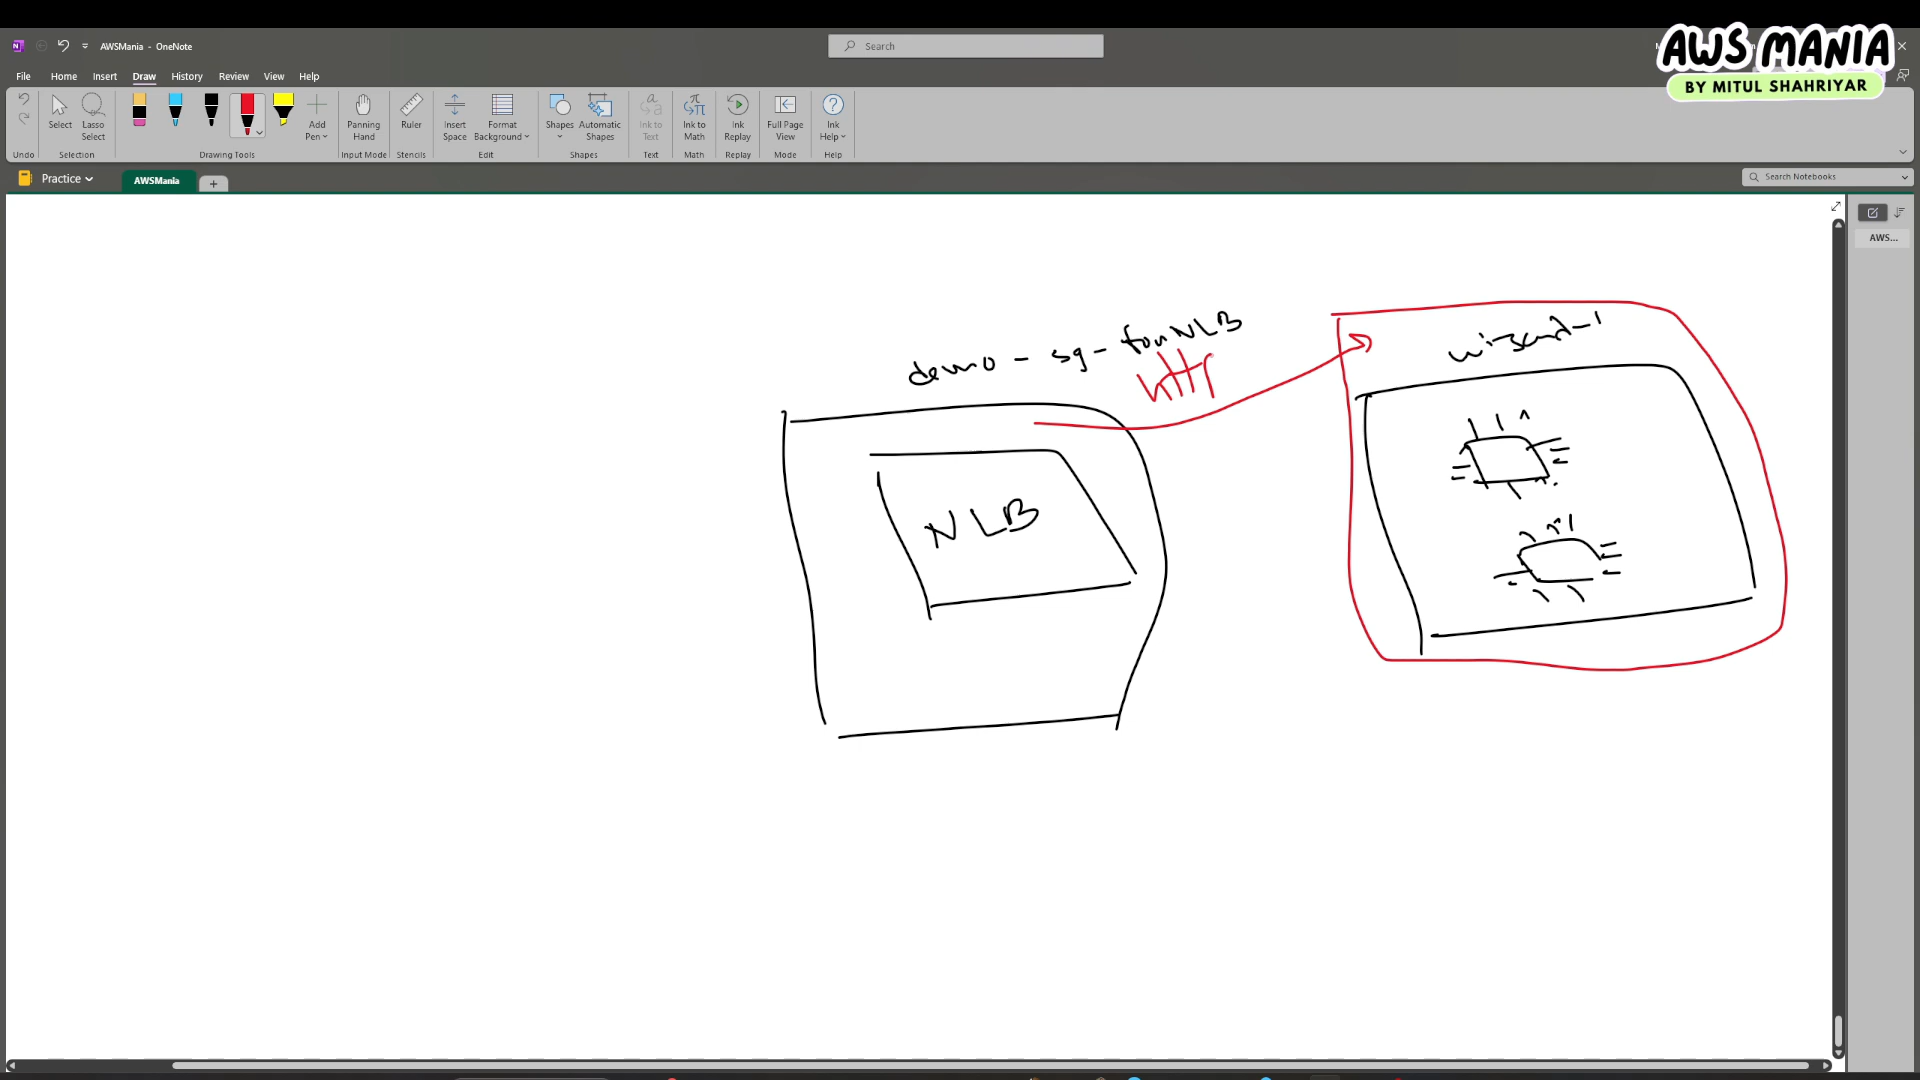 AWS MANIA
BY MITUL SHAHRIYAR
AWSMania - OneNote
Search
File Home Insert Draw History Review View Help
Select
Lasso Select
Add Pen
Panning Hand
Ruler
Insert Space
Format Background
Shapes
Automatic Shapes
Ink to Text
Ink to Math
Ink Replay
Full Page View
Ink Help
Undo Selection Drawing Tools Input Mode Stencils Edit Shapes Text Math Replay Mode Help
Practice
AWSMania
Search Notebooks
AWS...
demo - sg - for NLB
HTTP
wizard-1
NLB